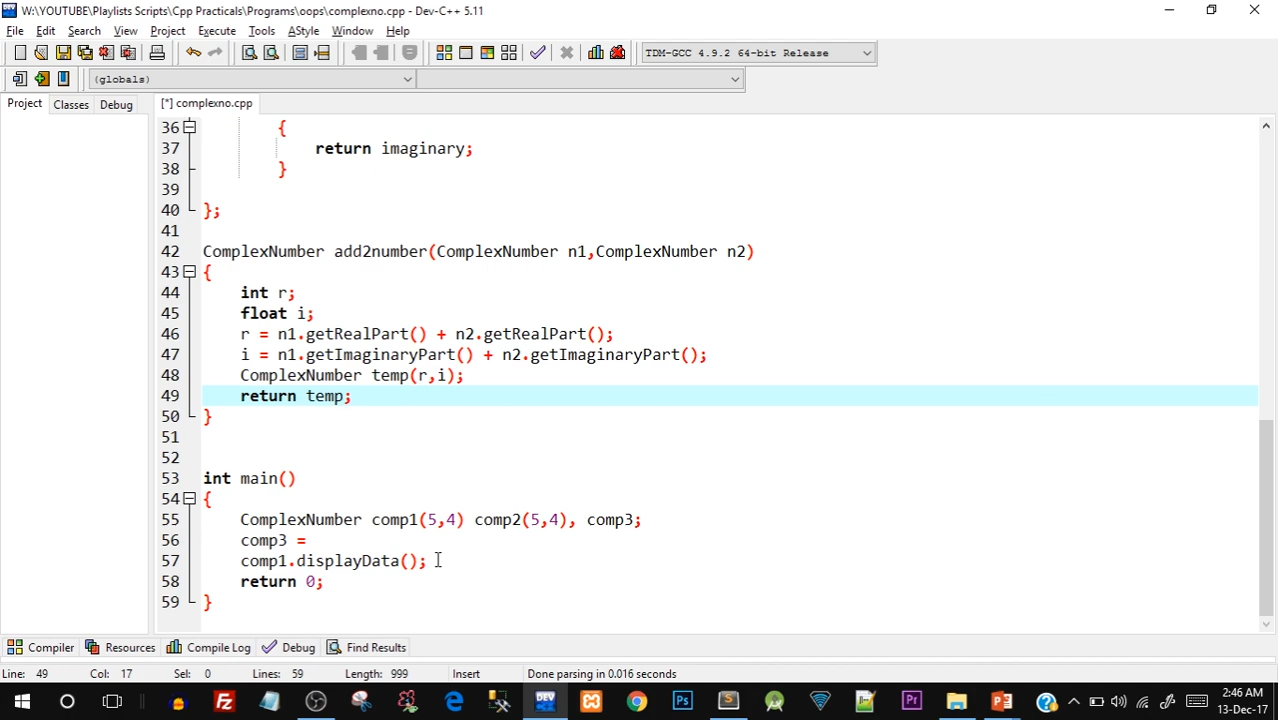 W:\YOUTUBE\Playlists Scripts\Cpp Practicals\Programs\oops\complexno.cpp - Dev-C++ 5.11
File Edit Search View Project Execute Tools AStyle Window Help
TDM-GCC 4.9.2 64-bit Release
(globals)
Project Classes Debug [*] complexno.cpp
36 {
37 return imaginary;
38 }
39
40 };
41
42 ComplexNumber add2number(ComplexNumber n1,ComplexNumber n2)
43 {
44 int r;
45 float i;
46 r = n1.getRealPart() + n2.getRealPart();
47 i = n1.getImaginaryPart() + n2.getImaginaryPart();
48 ComplexNumber temp(r,i);
49 return temp;
50 }
51
52
53 int main()
54 {
55 ComplexNumber comp1(5,4) comp2(5,4), comp3;
56 comp3 =
57 comp1.displayData();
58 return 0;
59 }
Compiler Resources Compile Log Debug Find Results
Line: 49 Col: 17 Sel: 0 Lines: 59 Length: 999 Insert Done parsing in 0.016 seconds
2:46 AM
13-Dec-17